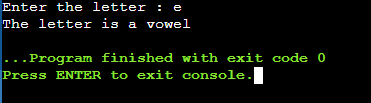 Enter the letter : e
The letter is a vowel
...Program finished with exit code 0
Press ENTER to exit console.